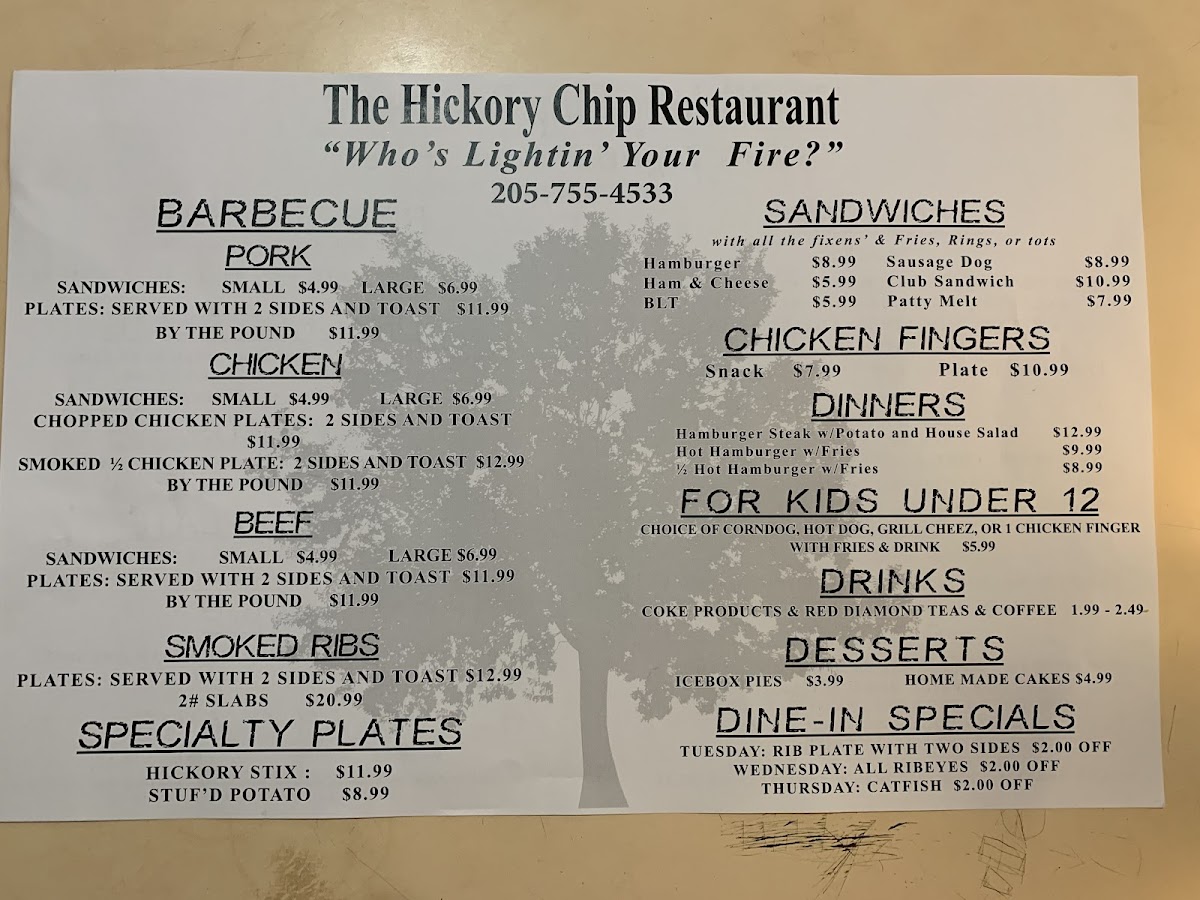 The Hickory Chip Restaurant
"Who's Lightin' Your Fire?"
205-755-4533
BARBECUE
PORK
SANDWICHES: SMALL $4.99 LARGE $6.99
PLATES: SERVED WITH 2 SIDES AND TOAST $11.99
BY THE POUND $11.99
CHICKEN
SANDWICHES: SMALL $4.99 LARGE $6.99
CHOPPED CHICKEN PLATES: 2 SIDES AND TOAST
$11.99
SMOKED ½ CHICKEN PLATE: 2 SIDES AND TOAST $12.99
BY THE POUND $11.99
BEEF
SANDWICHES: SMALL $4.99 LARGE $6.99
PLATES: SERVED WITH 2 SIDES AND TOAST $11.99
BY THE POUND $11.99
SMOKED RIBS
PLATES: SERVED WITH 2 SIDES AND TOAST $12.99
2# SLABS $20.99
SPECIALTY PLATES
HICKORY STIX : $11.99
STUF'D POTATO $8.99
SANDWICHES
with all the fixens' & Fries, Rings, or tots
Hamburger $8.99 Sausage Dog $8.99
Ham & Cheese $5.99 Club Sandwich $10.99
BLT $5.99 Patty Melt $7.99
CHICKEN FINGERS
Snack $7.99 Plate $10.99
DINNERS
Hamburger Steak w/Potato and House Salad $12.99
Hot Hamburger w/Fries $9.99
½ Hot Hamburger w/Fries $8.99
FOR KIDS UNDER 12
CHOICE OF CORNDOG, HOT DOG, GRILL CHEEZ, OR 1 CHICKEN FINGER
WITH FRIES & DRINK $5.99
DRINKS
COKE PRODUCTS & RED DIAMOND TEAS & COFFEE 1.99 - 2.49
DESSERTS
ICEBOX PIES $3.99 HOME MADE CAKES $4.99
DINE-IN SPECIALS
TUESDAY: RIB PLATE WITH TWO SIDES $2.00 OFF
WEDNESDAY: ALL RIBEYES $2.00 OFF
THURSDAY: CATFISH $2.00 OFF